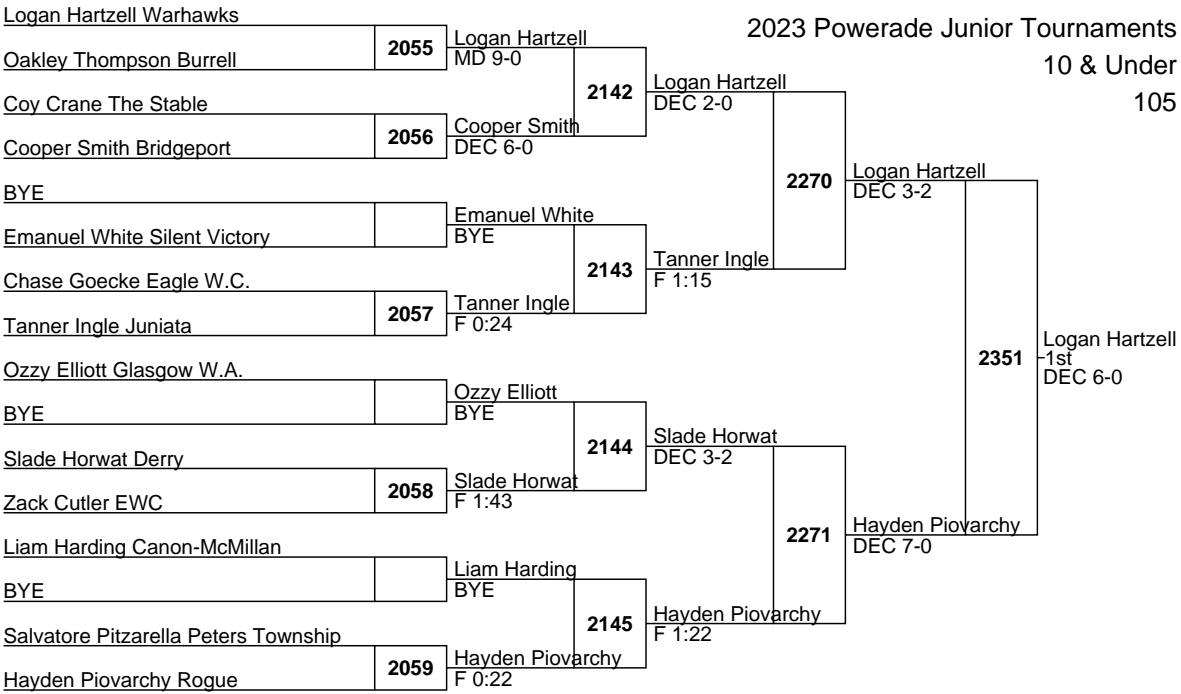 2023 Powerade Junior Tournaments
10 & Under
105
Logan Hartzell Warhawks
Oakley Thompson Burrell
Coy Crane The Stable
Cooper Smith Bridgeport
BYE
Emanuel White Silent Victory
Chase Goecke Eagle W.C.
Tanner Ingle Juniata
Ozzy Elliott Glasgow W.A.
BYE
Slade Horwat Derry
Zack Cutler EWC
Liam Harding Canon-McMillan
BYE
Salvatore Pitzarella Peters Township
Hayden Piovarchy Rogue
2055
2056
2057
2058
2059
Logan Hartzell
MD 9-0
Cooper Smith
DEC 6-0
Emanuel White
BYE
Tanner Ingle
F 0:24
Ozzy Elliott
BYE
Slade Horwat
F 1:43
Liam Harding
BYE
Hayden Piovarchy
F 0:22
2142
2143
2144
2145
Logan Hartzell
DEC 2-0
Tanner Ingle
F 1:15
Slade Horwat
DEC 3-2
Hayden Piovarchy
F 1:22
2270
2271
Logan Hartzell
DEC 3-2
Hayden Piovarchy
DEC 7-0
2351
Logan Hartzell
1st
DEC 6-0